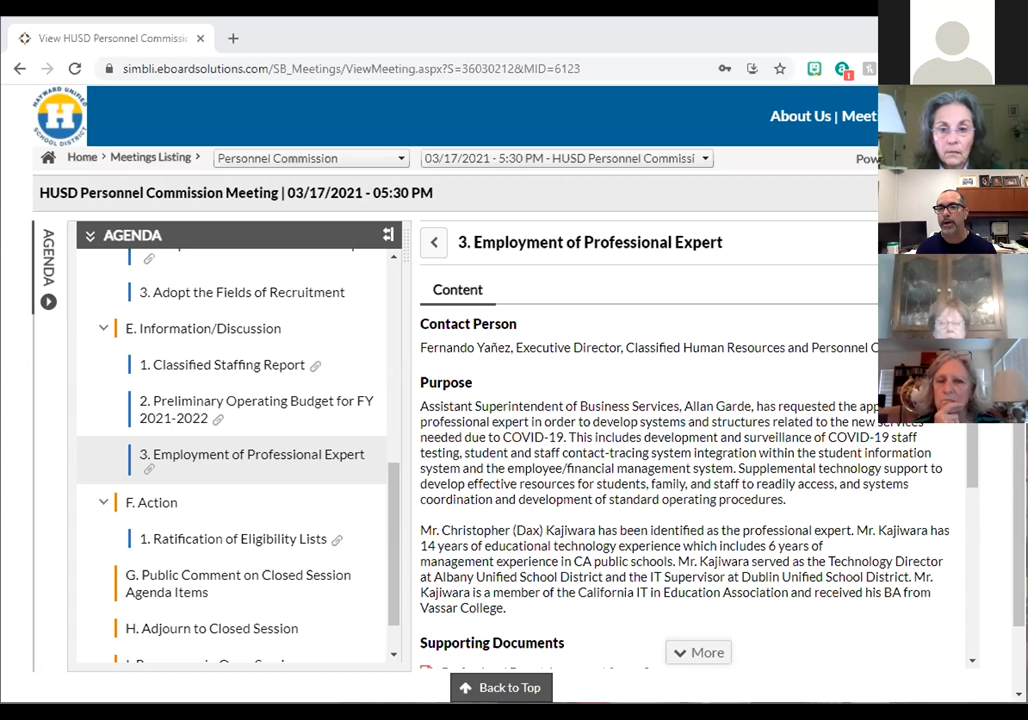 View HUSD Personnel Commissi
simbli.eboardsolutions.com/SB_Meetings/ViewMeeting.aspx?S=36030212&MID=6123
1
HAYWARD UNIFIED
SCHOOL DISTRICT
About Us | Meet
Home > Meetings Listing >
Personnel Commission
03/17/2021 - 5:30 PM - HUSD Personnel Commissi
HUSD Personnel Commission Meeting | 03/17/2021 - 05:30 PM
AGENDA
AGENDA
3. Adopt the Fields of Recruitment
E. Information/Discussion
1. Classified Staffing Report
2. Preliminary Operating Budget for FY
2021-2022
3. Employment of Professional Expert
F. Action
1. Ratification of Eligibility Lists
G. Public Comment on Closed Session
Agenda Items
H. Adjourn to Closed Session
3. Employment of Professional Expert
Content
Contact Person
Fernando Yañez, Executive Director, Classified Human Resources and Personnel C
Purpose
Assistant Superintendent of Business Services, Allan Garde, has requested the app
professional expert in order to develop systems and structures related to the new services
needed due to COVID-19. This includes development and surveillance of COVID-19 staff
testing, student and staff contact-tracing system integration within the student information
system and the employee/financial management system. Supplemental technology support to
develop effective resources for students, family, and staff to readily access, and systems
coordination and development of standard operating procedures.
Mr. Christopher (Dax) Kajiwara has been identified as the professional expert. Mr. Kajiwara has
14 years of educational technology experience which includes 6 years of
management experience in CA public schools. Mr. Kajiwara served as the Technology Director
at Albany Unified School District and the IT Supervisor at Dublin Unified School District. Mr.
Kajiwara is a member of the California IT in Education Association and received his BA from
Vassar College.
Supporting Documents
More
Back to Top